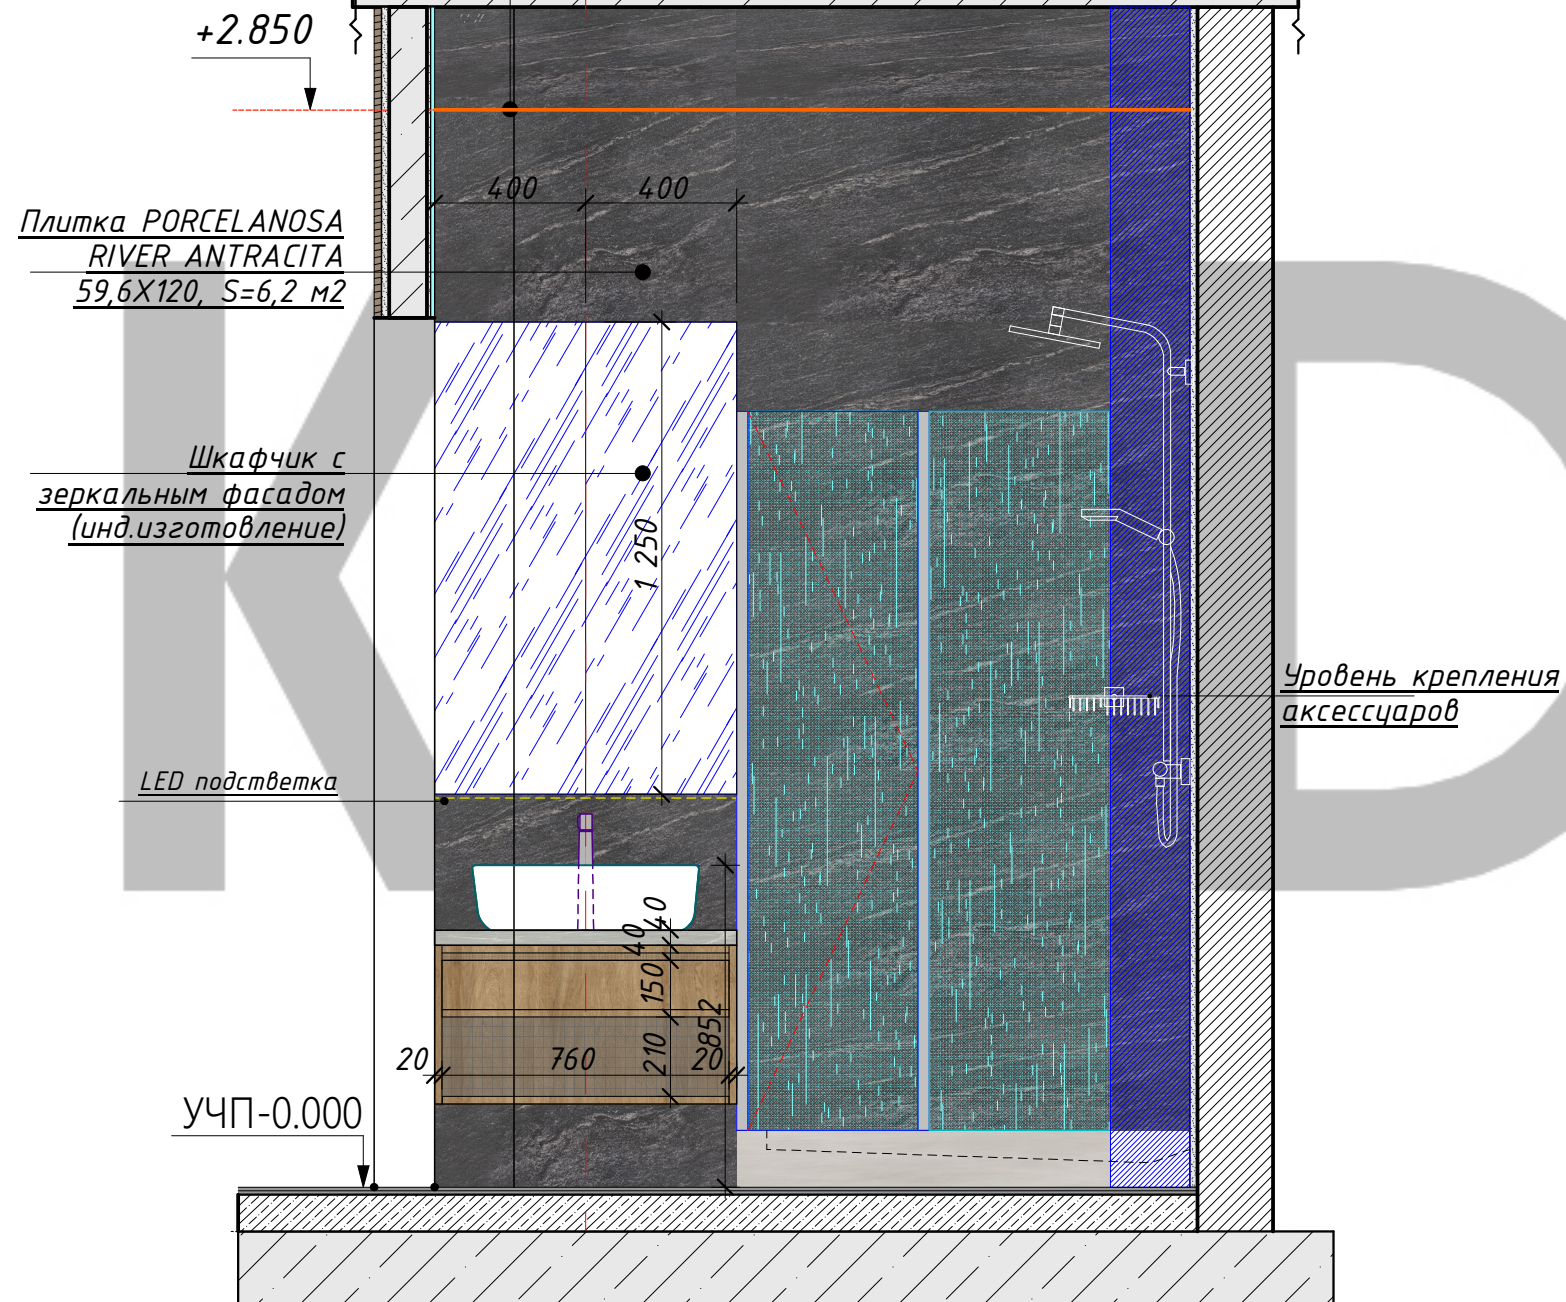 +2.850
400 400
Плитка PORCELANOSA
RIVER ANTRACITA
59,6X120, S=6,2 м2
Шкафчик с
зеркальным фасадом
(инд.изготовление)
1 250
Уровень крепления
аксессуаров
LED подстветка
40
40
150
852
210
20 760 20
УЧП-0.000
K D